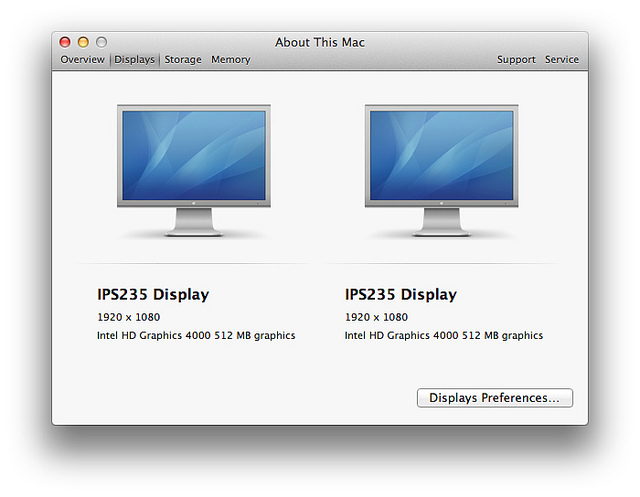 About This Mac
Overview Displays Storage Memory Support Service
IPS235 Display IPS235 Display
1920 x 1080 1920 x 1080
Intel HD Graphics 4000 512 MB graphics Intel HD Graphics 4000 512 MB graphics
Displays Preferences...